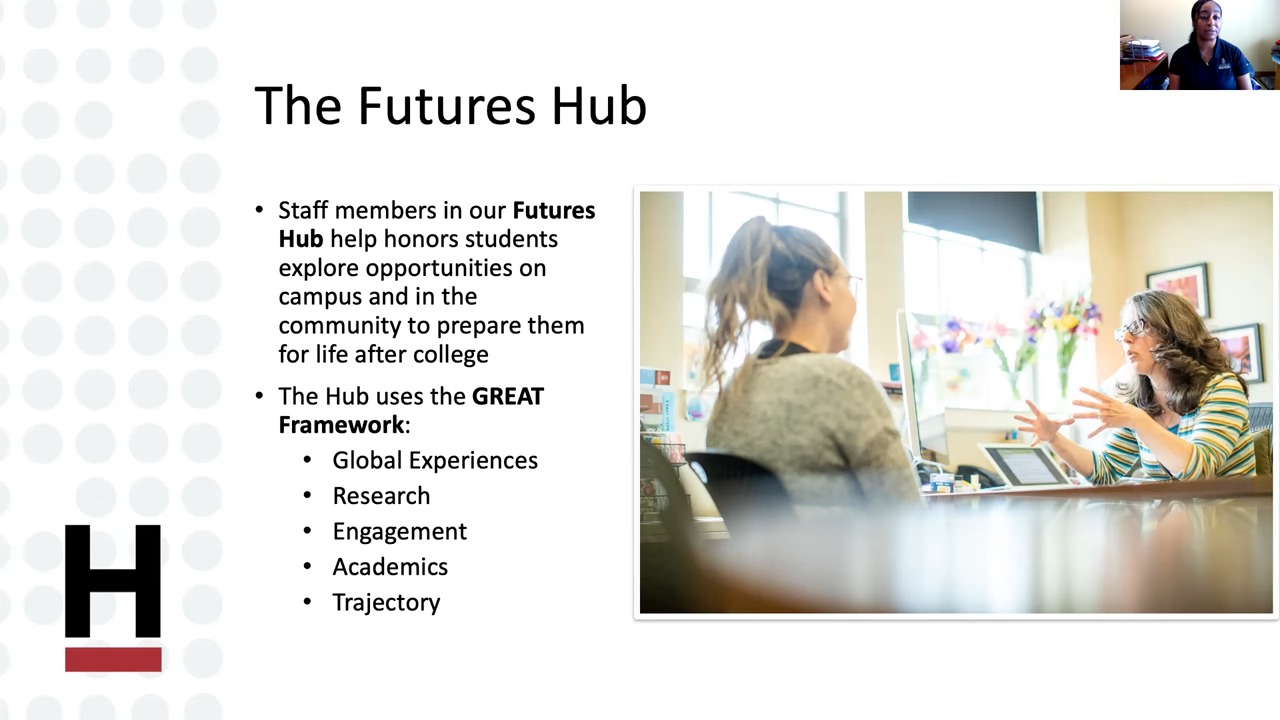 The Futures Hub
• Staff members in our Futures
Hub help honors students
explore opportunities on
campus and in the
community to prepare them
for life after college
• The Hub uses the GREAT
Framework:
• Global Experiences
• Research
• Engagement
• Academics
• Trajectory
H